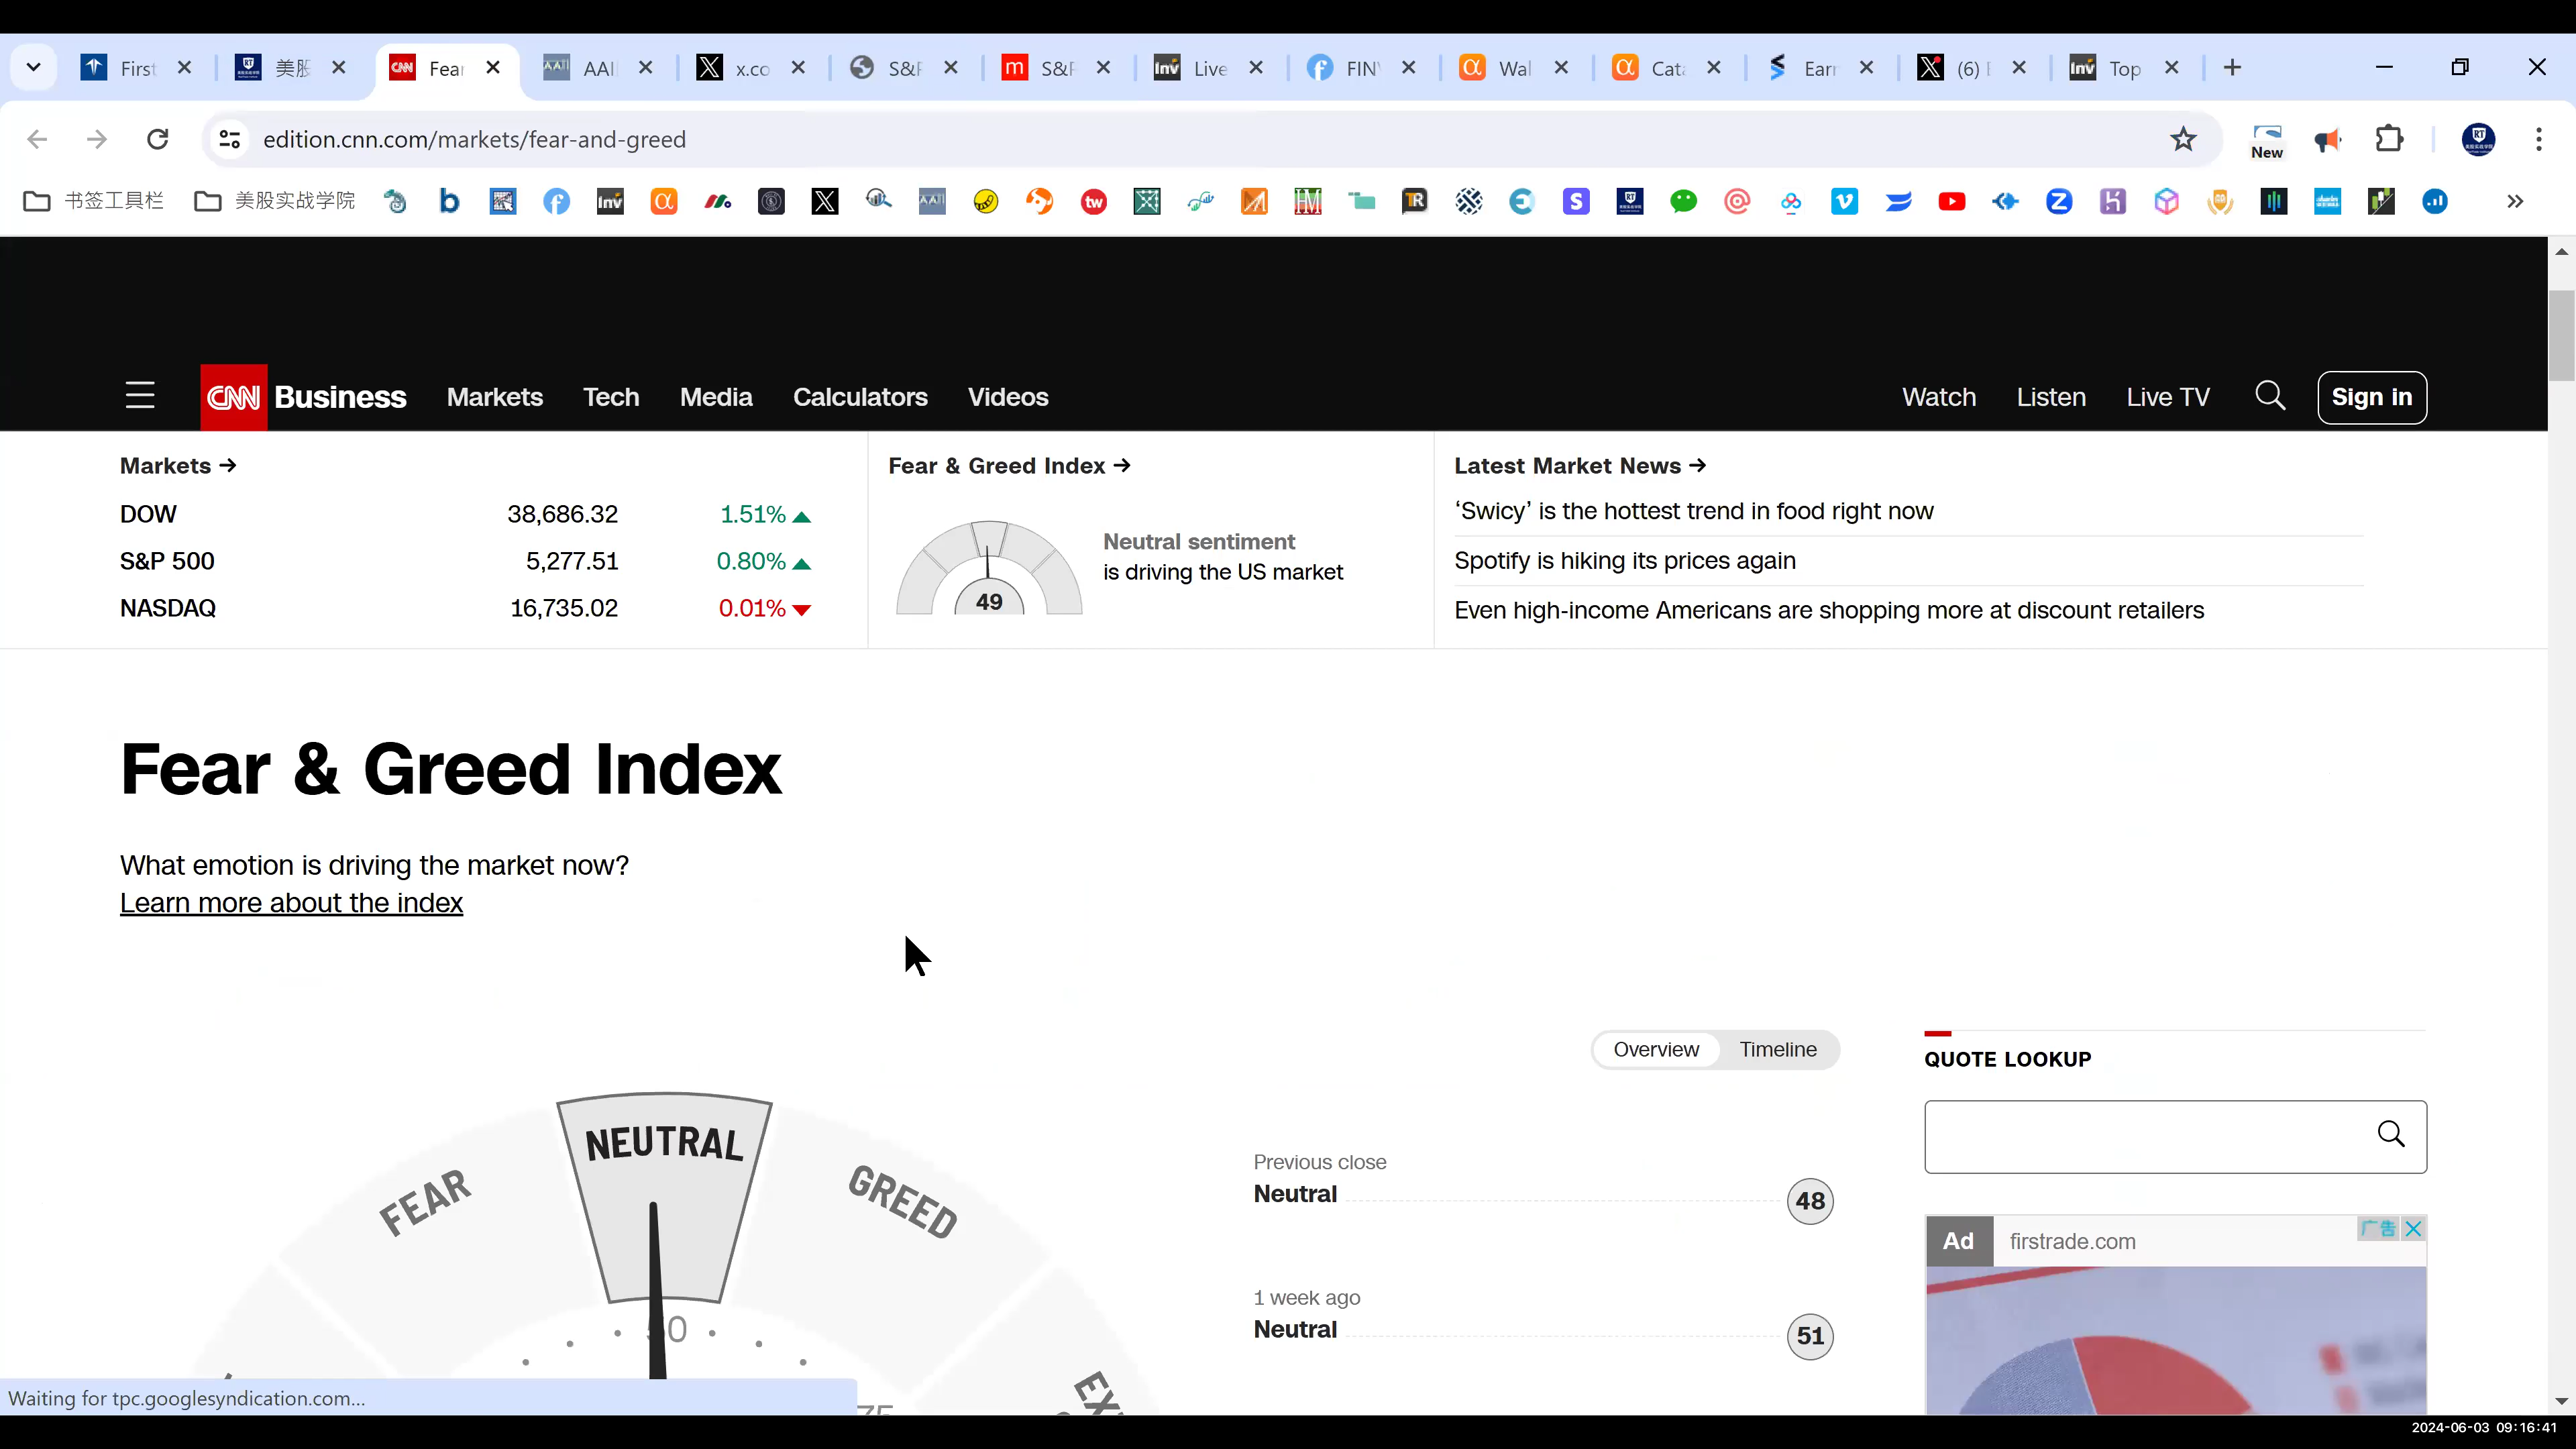 First
美股
Fear
AAI
x.co
S&P
S&P
Live
FIN
Wal
Cata
Earn
(6)
Top
edition.cnn.com/markets/fear-and-greed
New
书签工具栏
美股实战学院
CNN Business
Markets
Tech
Media
Calculators
Videos
Watch
Listen
Live TV
Sign in
Markets →
DOW 38,686.32 1.51%
S&P 500 5,277.51 0.80%
NASDAQ 16,735.02 0.01%
Fear & Greed Index →
49
Neutral sentiment
is driving the US market
Latest Market News →
‘Swicy’ is the hottest trend in food right now
Spotify is hiking its prices again
Even high-income Americans are shopping more at discount retailers
Fear & Greed Index
What emotion is driving the market now?
Learn more about the index
Overview
Timeline
FEAR
NEUTRAL
GREED
Previous close
Neutral 48
1 week ago
Neutral 51
QUOTE LOOKUP
Ad firstrade.com
广告
Waiting for tpc.googlesyndication.com...
2024-06-03 09:16:41